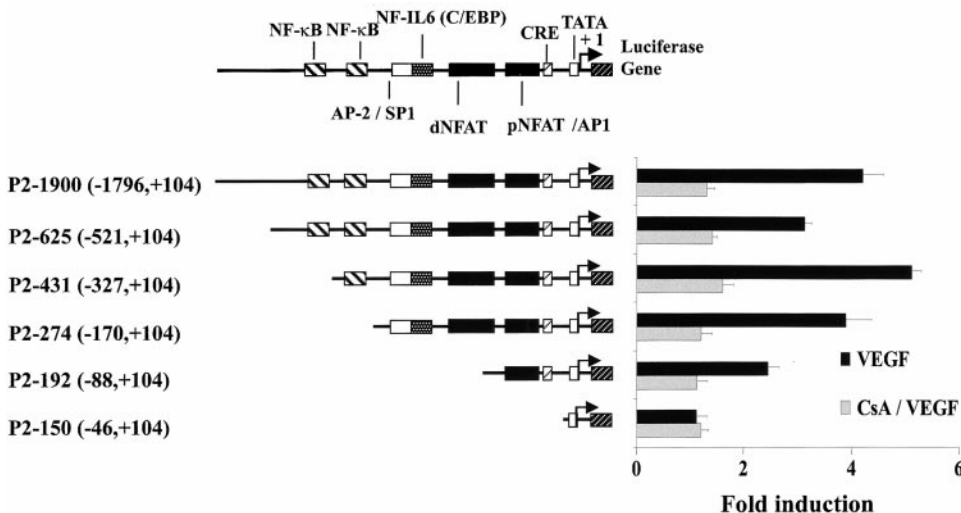 NF-IL6 (C/EBP)
TATA
NF-κB NF-κB
CRE
+ 1
Luciferase
Gene
AP-2 / SP1
dNFAT
pNFAT /AP1
P2-1900 (-1796,+104)
P2-625 (-521,+104)
P2-431 (-327,+104)
P2-274 (-170,+104)
P2-192 (-88,+104)
P2-150 (-46,+104)
VEGF
CsA / VEGF
0 2 4 6
Fold induction